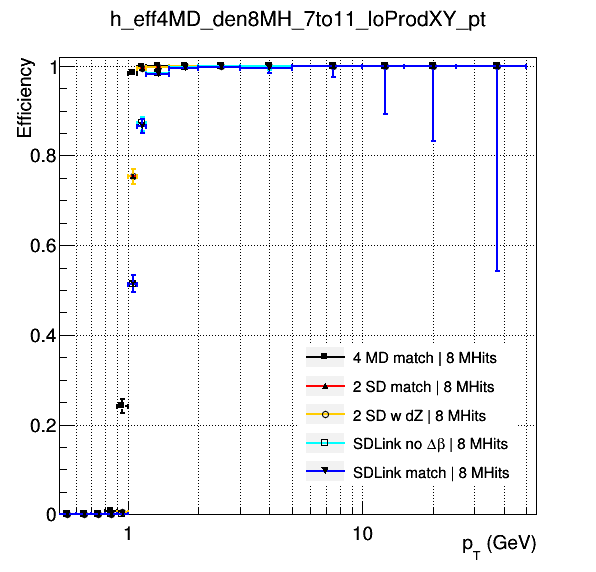 h_eff4MD_den8MH_7to11_loProdXY_pt
Efficiency
1
0.8
0.6
0.4
0.2
0
4 MD match | 8 MHits
2 SD match | 8 MHits
2 SD w dZ | 8 MHits
SDLink no Δβ | 8 MHits
SDLink match | 8 MHits
1
10
p_T (GeV)